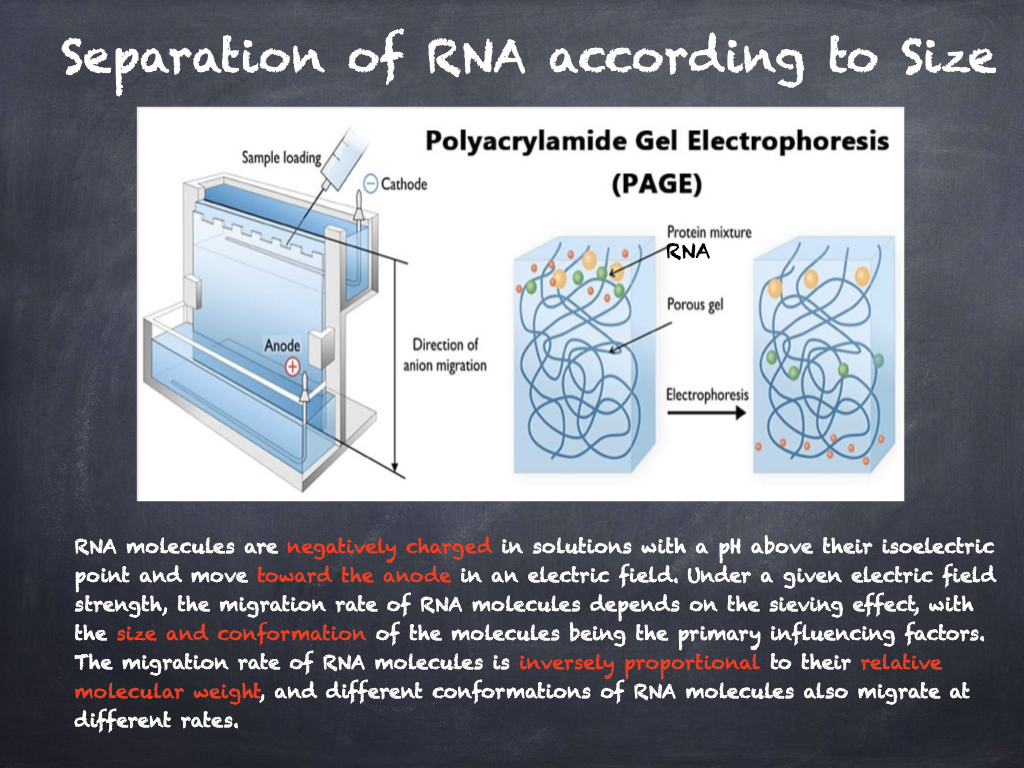 Separation of RNA according to Size
Polyacrylamide Gel Electrophoresis
(PAGE)
Sample loading
− Cathode
Protein mixture
RNA
Porous gel
Anode
+
Direction of
anion migration
Electrophoresis
RNA molecules are negatively charged in solutions with a pH above their isoelectric
point and move toward the anode in an electric field. Under a given electric field
strength, the migration rate of RNA molecules depends on the sieving effect, with
the size and conformation of the molecules being the primary influencing factors.
The migration rate of RNA molecules is inversely proportional to their relative
molecular weight, and different conformations of RNA molecules also migrate at
different rates.